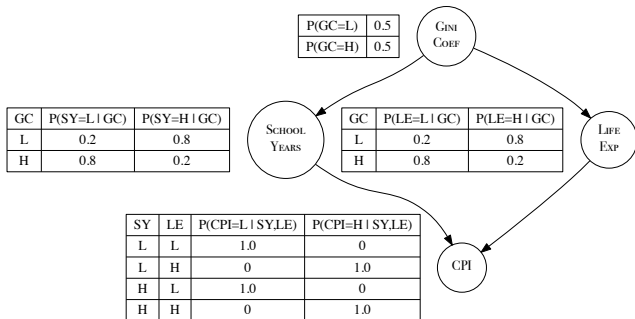 P(GC=L) 0.5
P(GC=H) 0.5
GINI
COEF
GC P(SY=L | GC) P(SY=H | GC)
L 0.2 0.8
H 0.8 0.2
SCHOOL
YEARS
GC P(LE=L | GC) P(LE=H | GC)
L 0.2 0.8
H 0.8 0.2
LIFE
EXP
SY LE P(CPI=L | SY,LE) P(CPI=H | SY,LE)
L L 1.0 0
L H 0 1.0
H L 1.0 0
H H 0 1.0
CPI